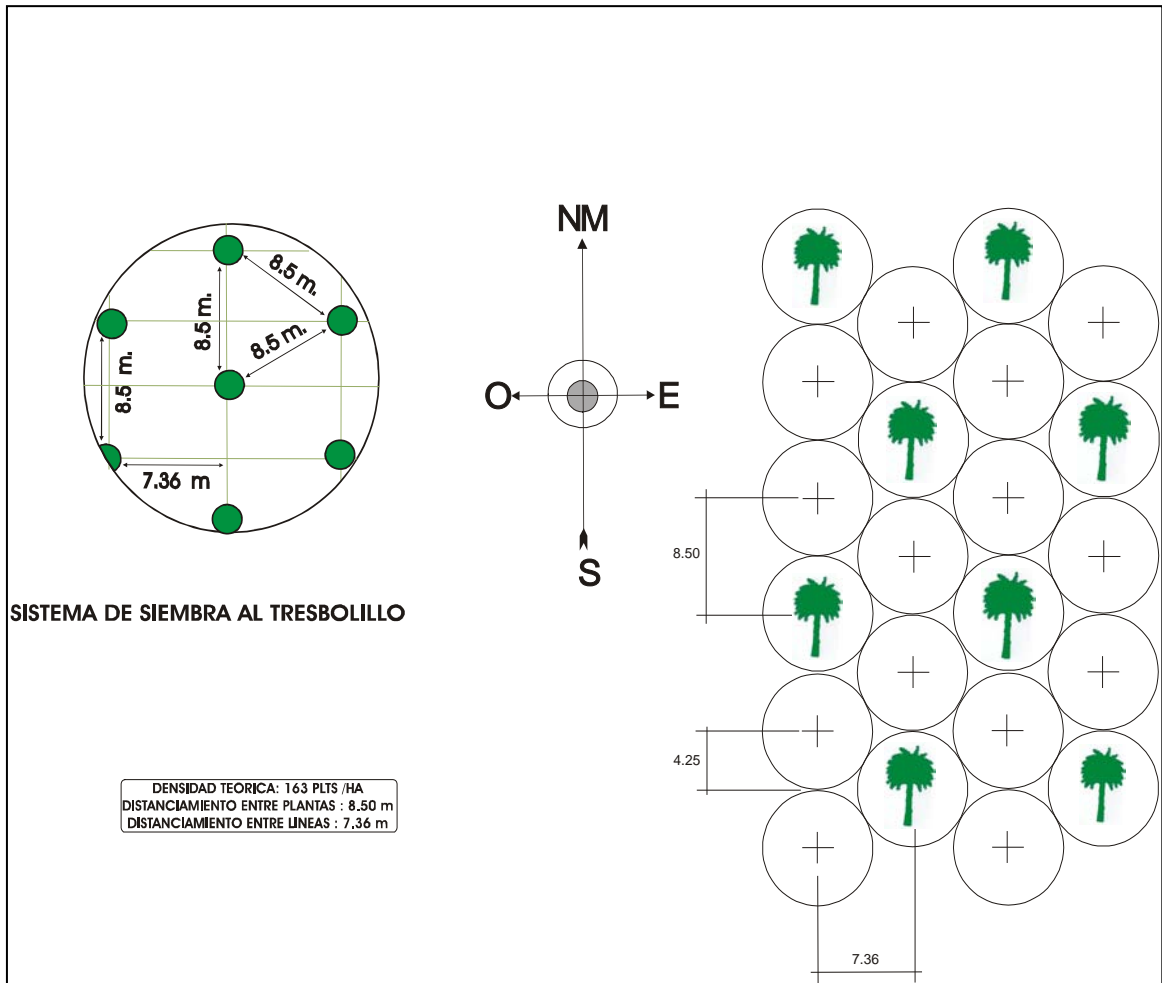 8.5 m.
8.5 m.
8.5 m.
8.5 m.
7.36 m
SISTEMA DE SIEMBRA AL TRESBOLILLO
DENSIDAD TEORICA: 163 PLTS /HA
DISTANCIAMIENTO ENTRE PLANTAS : 8.50 m
DISTANCIAMIENTO ENTRE LINEAS : 7.36 m
NM
O
E
S
8.50
4.25
7.36